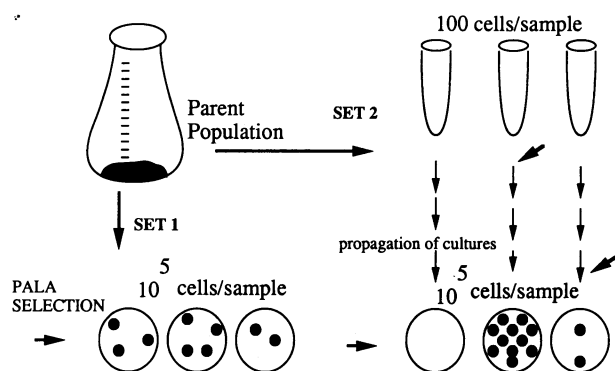 100 cells/sample
Parent
Population
SET 2
SET 1
propagation of cultures
PALA
SELECTION
10 5 cells/sample
10 5 cells/sample